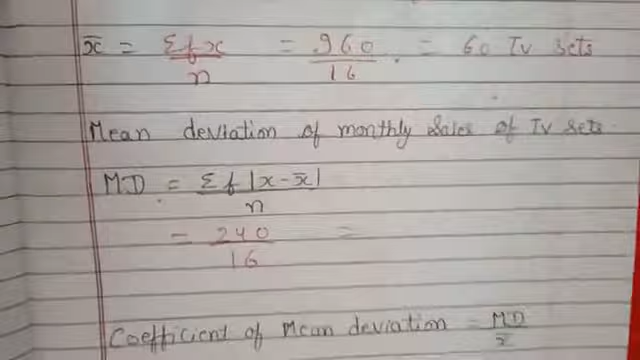 x̄ = Σfx/n = 960/16 . = 60 TV sets
Mean deviation of monthly sales of TV sets.
M.D = Σf|x-x̄|/n
= 240/16 =
Coefficient of Mean deviation = MD/x̄